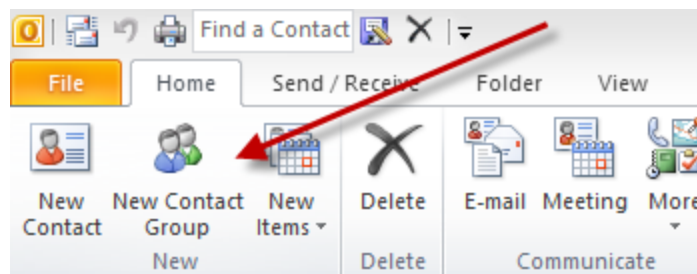 Find a Contact
File Home Send / Receive Folder View
New Contact New Contact Group New Items Delete E-mail Meeting More
New Delete Communicate